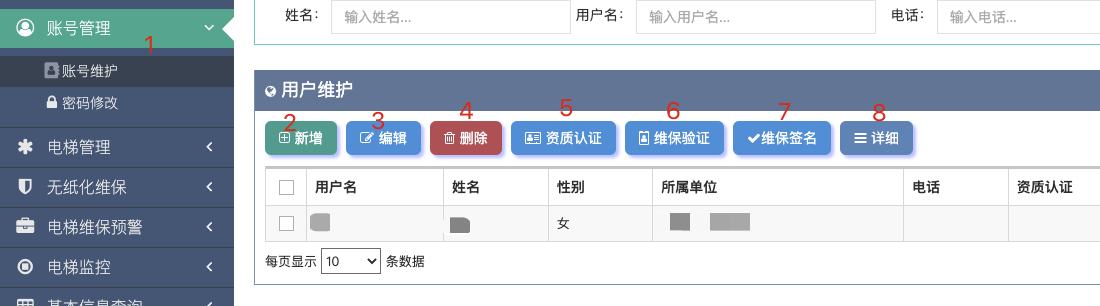 账号管理
1
账号维护
密码修改
电梯管理
无纸化维保
电梯维保预警
电梯监控
基本信息查询
姓名： 输入姓名... 用户名： 输入用户名... 电话： 输入电话...
用户维护
2 3 4 5 6 7 8
新增 编辑 删除 资质认证 维保验证 维保签名 详细
用户名 姓名 性别 所属单位 电话 资质认证
女
每页显示 10 条数据